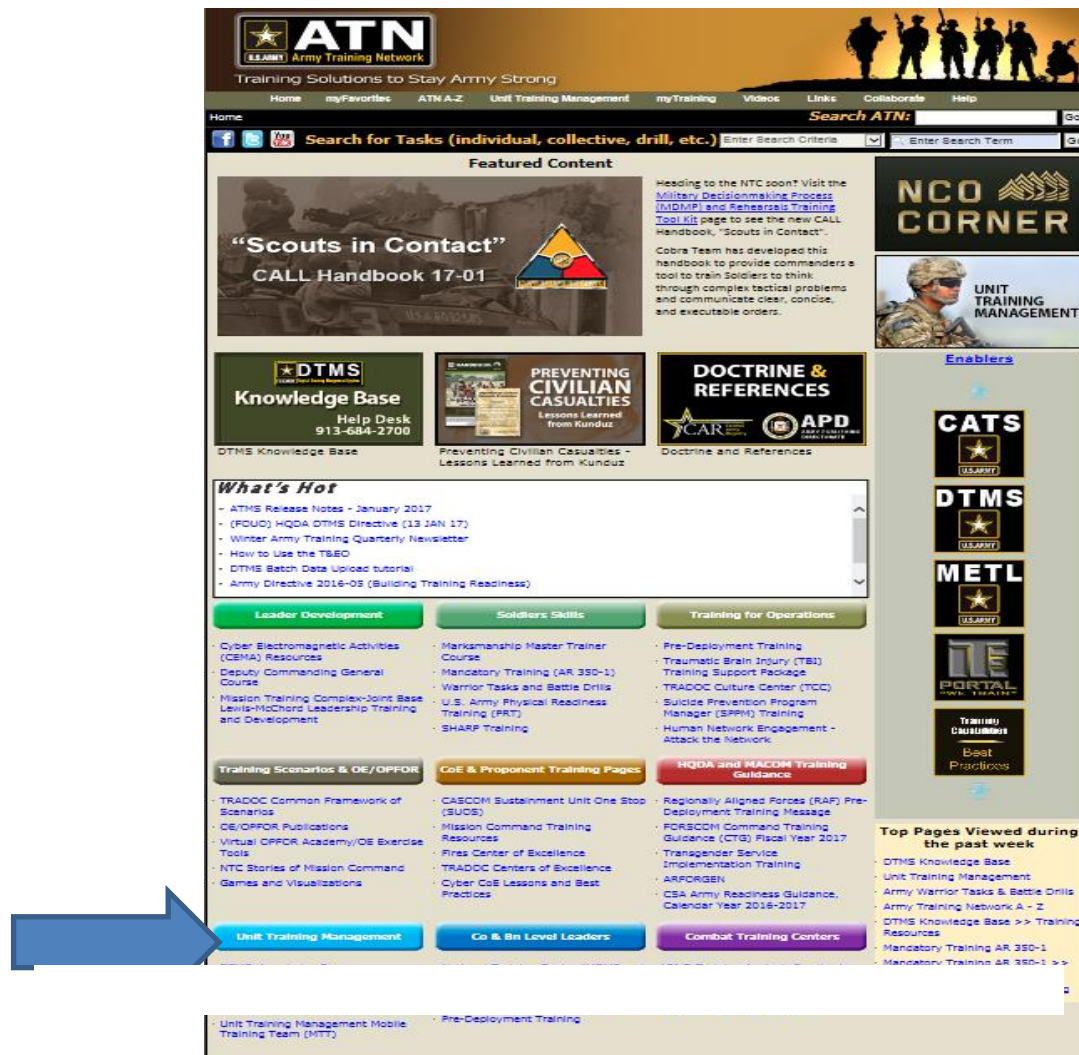 ATN
U.S.ARMY Army Training Network
Training Solutions to Stay Army Strong
Home myFavorites ATN A-Z Unit Training Management myTraining Videos Links Collaborate Help
Home
Search ATN:
Search for Tasks (individual, collective, drill, etc.) Enter Search Criteria Enter Search Term
Featured Content
"Scouts in Contact"
CALL Handbook 17-01
Heading to the NTC soon? Visit the
Military Decisionmaking Process
(MDMP) and Rehearsals Training
Tool Kit page to see the new CALL
Handbook, "Scouts in Contact".
Cobra Team has developed this
handbook to provide commanders a
tool to train Soldiers to think
through complex tactical problems
and communicate clear, concise,
and executable orders.
NCO
CORNER
UNIT
TRAINING
MANAGEMENT
DTMS
Knowledge Base
Help Desk
913-684-2700
DTMS Knowledge Base
PREVENTING
CIVILIAN
CASUALTIES
Lessons Learned
from Kunduz
Preventing Civilian Casualties -
Lessons Learned from Kunduz
DOCTRINE &
REFERENCES
CAR
APD
Doctrine and References
Enablers
CATS
U.S.ARMY
DTMS
U.S.ARMY
METL
U.S.ARMY
PORTAL
"WE TRAIN"
Training
Capabilities
Best
Practices
What's Hot
- ATMS Release Notes - January 2017
- (FOUO) HQDA DTMS Directive (13 JAN 17)
- Winter Army Training Quarterly Newsletter
- How to Use the T&EO
- DTMS Batch Data Upload tutorial
- Army Directive 2016-05 (Building Training Readiness)
Leader Development
· Cyber Electromagnetic Activities
(CEMA) Resources
· Deputy Commanding General
Course
· Mission Training Complex-Joint Base
Lewis-McChord Leadership Training
and Development
Soldiers Skills
· Marksmanship Master Trainer
Course
· Mandatory Training (AR 350-1)
· Warrior Tasks and Battle Drills
· U.S. Army Physical Readiness
Training (PRT)
· SHARP Training
Training for Operations
· Pre-Deployment Training
· Traumatic Brain Injury (TBI)
Training Support Package
· TRADOC Culture Center (TCC)
· Suicide Prevention Program
Manager (SPPM) Training
· Human Network Engagement -
Attack the Network
Training Scenarios & OE/OPFOR
· TRADOC Common Framework of
Scenarios
· OE/OPFOR Publications
· Virtual OPFOR Academy/OE Exercise
Tools
· NTC Stories of Mission Command
· Games and Visualizations
CoE & Proponent Training Pages
· CASCOM Sustainment Unit One Stop
(SUOS)
· Mission Command Training
Resources
· Fires Center of Excellence
· TRADOC Centers of Excellence
· Cyber CoE Lessons and Best
Practices
HQDA and MACOM Training
Guidance
· Regionally Aligned Forces (RAF) Pre-
Deployment Training Message
· FORSCOM Command Training
Guidance (CTG) Fiscal Year 2017
· Transgender Service
Implementation Training
· ARFORGEN
· CSA Army Readiness Guidance,
Calendar Year 2016-2017
Top Pages Viewed during
the past week
· DTMS Knowledge Base
· Unit Training Management
· Army Warrior Tasks & Battle Drills
· Army Training Network A - Z
· DTMS Knowledge Base >> Training
Resources
· Mandatory Training AR 350-1
· Mandatory Training AR 350-1 >>
Unit Training Management
· Unit Training Management Mobile
Training Team (MTT)
Co & Bn Level Leaders
· Pre-Deployment Training
Combat Training Centers